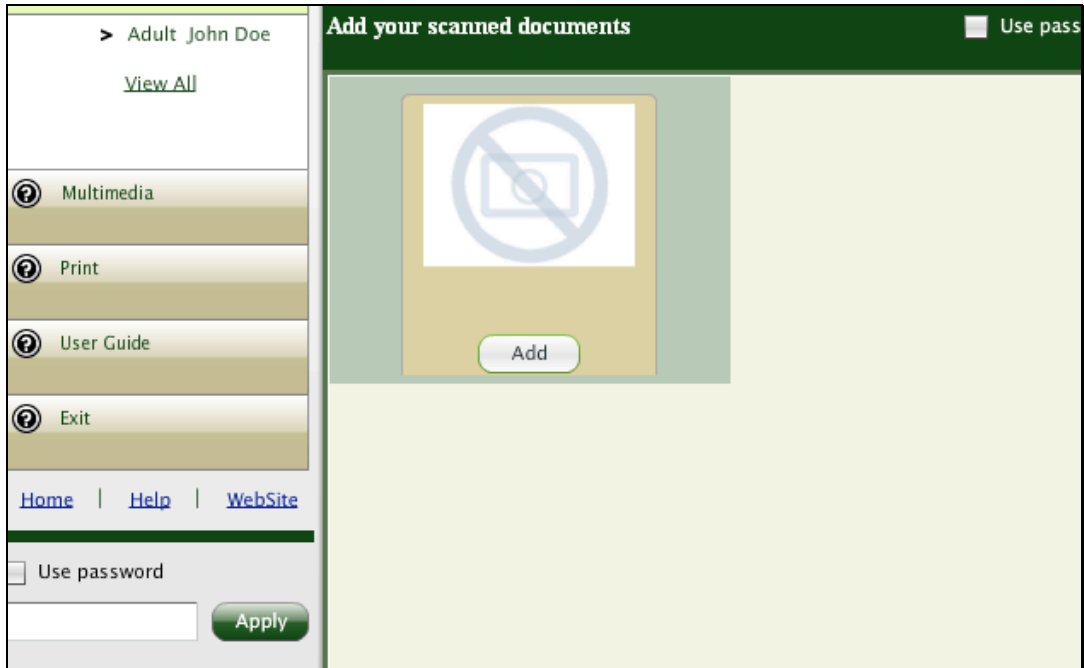 > Adult John Doe
View All
Multimedia
Print
User Guide
Exit
Home | Help | WebSite
Use password
Apply
Add your scanned documents
Use pass
Add